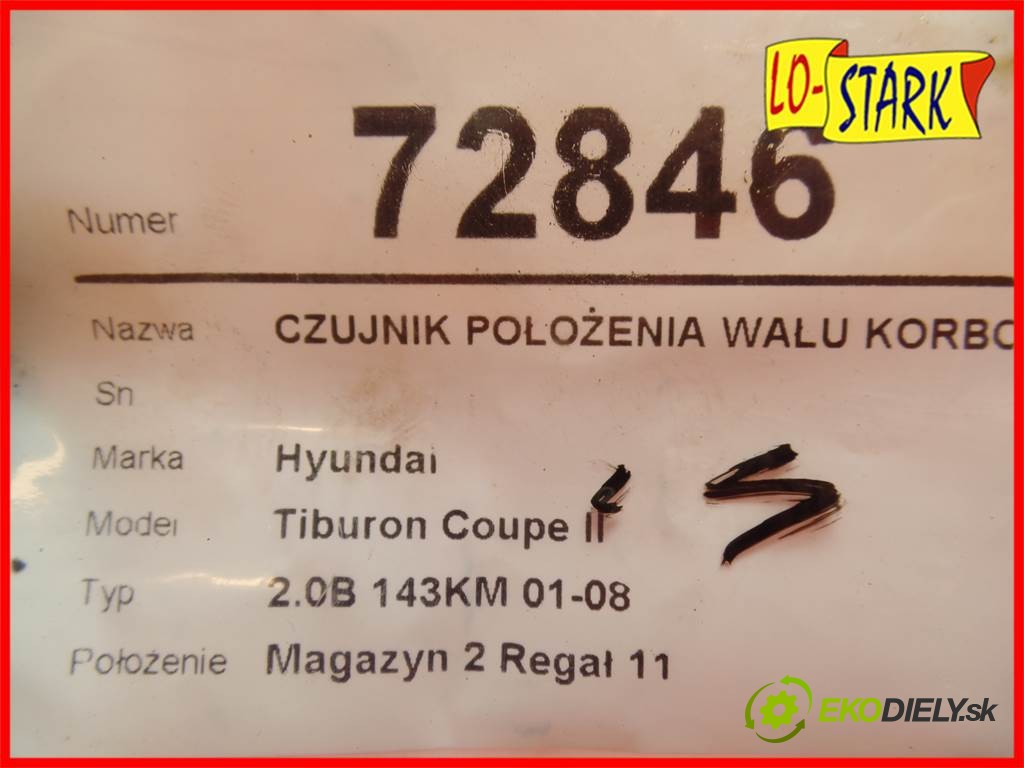 LO-STARK
Numer 72846
Nazwa CZUJNIK POŁOŻENIA WAŁU KORBO
Sn
Marka Hyundai
Model Tiburon Coupe II
Typ 2.0B 143KM 01-08
Położenie Magazyn 2 Regał 11
EKODIELY.sk